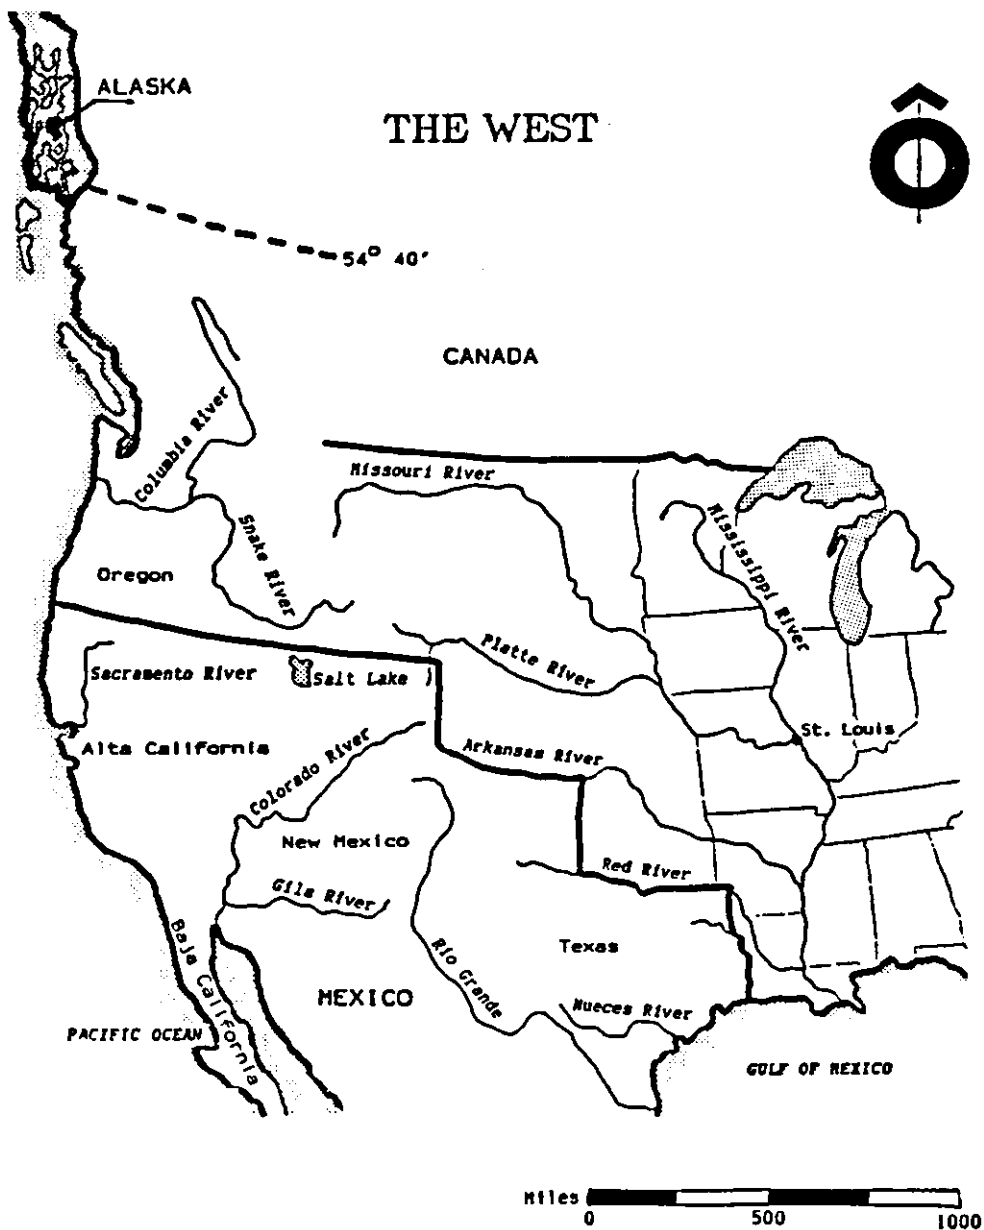 ALASKA
THE WEST
54° 40'
CANADA
Columbia River
Missouri River
Mississippi River
Snake River
Oregon
Platte River
Sacramento River
Salt Lake
St. Louis
Alta California
Arkansas River
Colorado River
New Mexico
Red River
Gila River
Baja California
Texas
Rio Grande
MEXICO
Nueces River
PACIFIC OCEAN
GULF OF MEXICO
Miles
0 500 1000